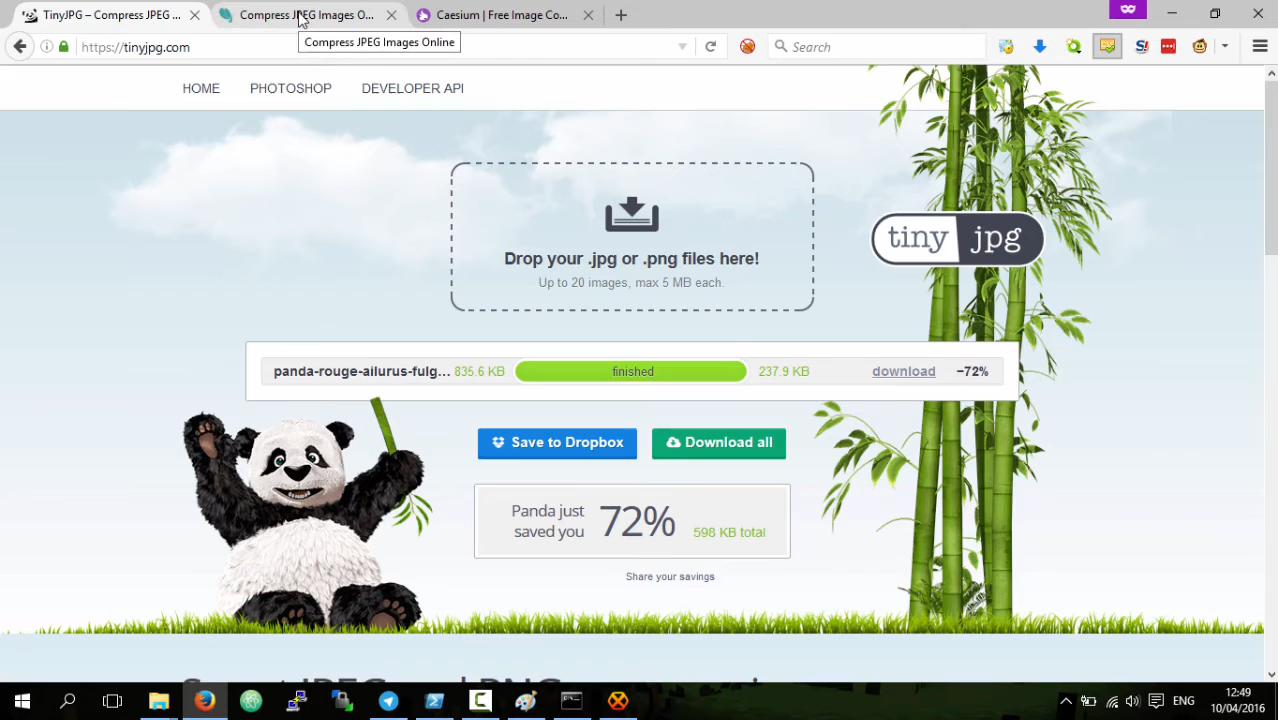 TinyJPG – Compress JPEG ...
Compress JPEG Images O...
Caesium | Free Image Co...
https://tinyjpg.com
Compress JPEG Images Online
Search
HOME
PHOTOSHOP
DEVELOPER API
Drop your .jpg or .png files here!
Up to 20 images, max 5 MB each.
tiny jpg
panda-rouge-ailurus-fulg... 835.6 KB finished 237.9 KB download −72%
Save to Dropbox
Download all
Panda just
saved you
72%
598 KB total
Share your savings
ENG
12:49
10/04/2016